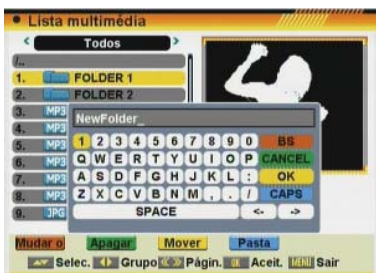 Lista multimédia
Todos
/..
1. FOLDER 1
2. FOLDER 2
3. MP3
4. MP3
5. MP3
6. MP3
7. MP3
8. MP3
9. JPG
NewFolder_
1 2 3 4 5 6 7 8 9 0 BS
Q W E R T Y U I O P CANCEL
A S D F G H J K L : OK
Z X C V B N M , . / CAPS
SPACE <- ->
Mudar o Apagar Mover Pasta
Selec. Grupo Págin. OK Aceit. MENU Sair